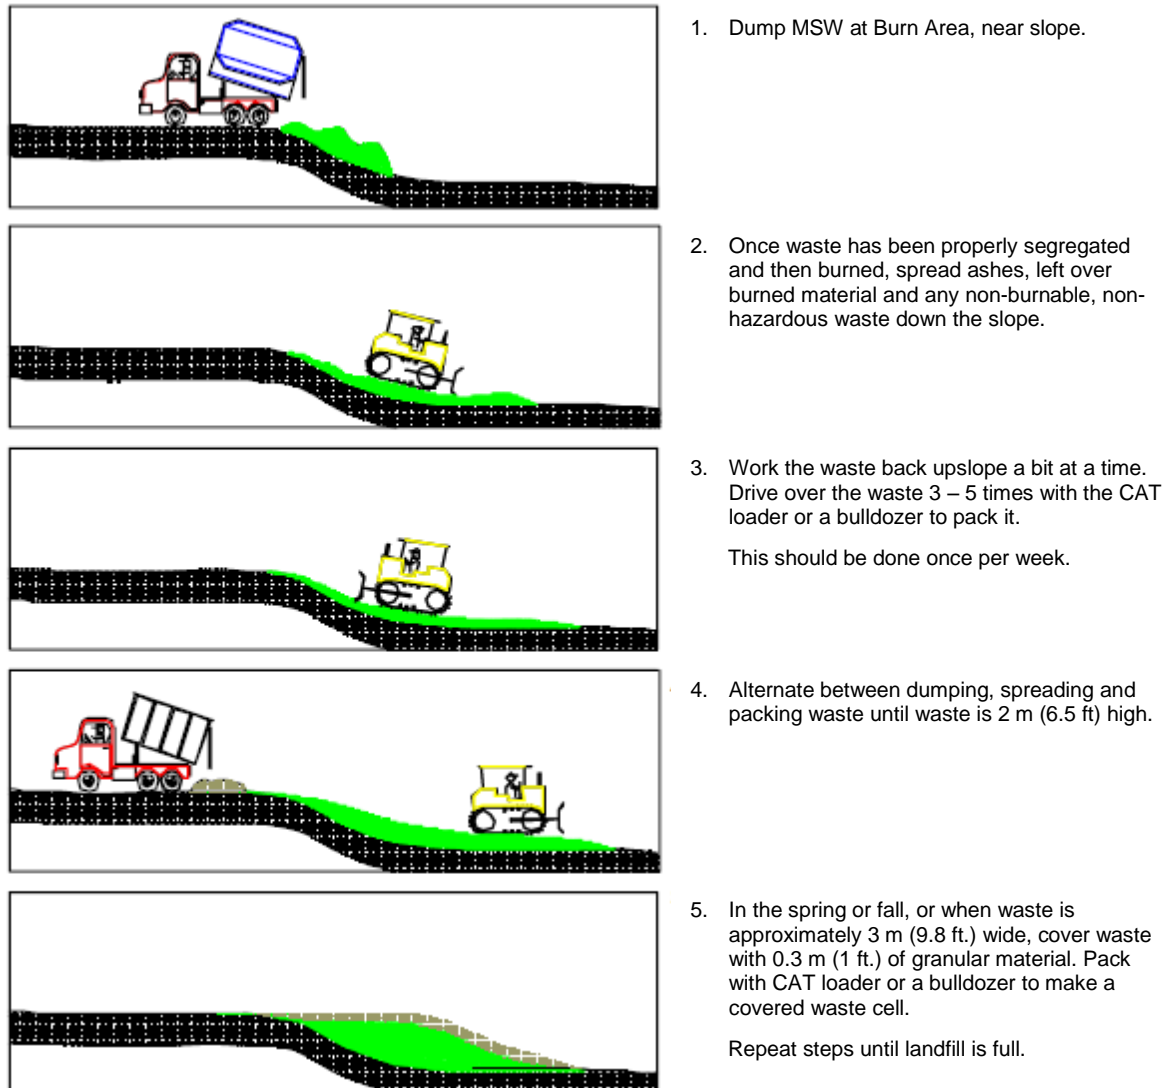 1. Dump MSW at Burn Area, near slope.
2. Once waste has been properly segregated
and then burned, spread ashes, left over
burned material and any non-burnable, non-
hazardous waste down the slope.
3. Work the waste back upslope a bit at a time.
Drive over the waste 3 – 5 times with the CAT
loader or a bulldozer to pack it.
This should be done once per week.
4. Alternate between dumping, spreading and
packing waste until waste is 2 m (6.5 ft) high.
5. In the spring or fall, or when waste is
approximately 3 m (9.8 ft.) wide, cover waste
with 0.3 m (1 ft.) of granular material. Pack
with CAT loader or a bulldozer to make a
covered waste cell.
Repeat steps until landfill is full.